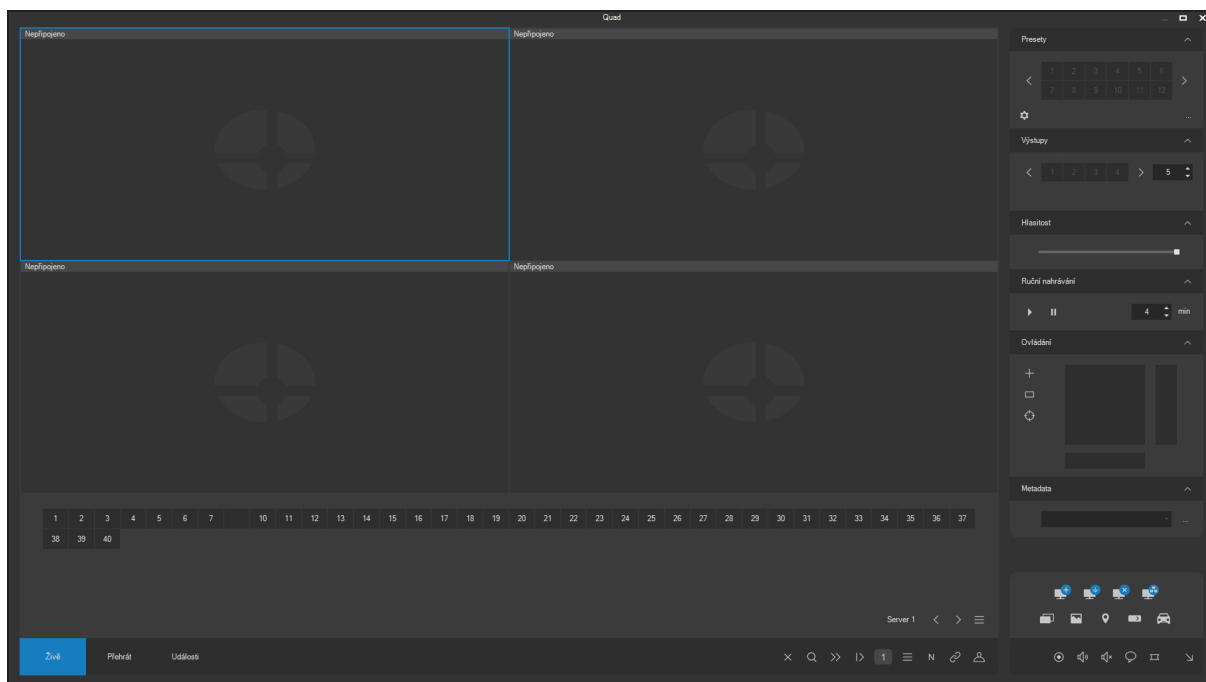 Quad
Nepřipojeno
Nepřipojeno
Nepřipojeno
Nepřipojeno
1 2 3 4 5 6 7 10 11 12 13 14 15 16 17 18 19 20 21 22 23 24 25 26 27 28 29 30 31 32 33 34 35 36 37
38 39 40
Server 1
Živě Přehrát Události
1 N
Presety
1 2 3 4 5 6
7 8 9 10 11 12
...
Výstupy
1 2 3 4 5
Hlasitost
Ruční nahrávání
4 min
Ovládání
Metadata
...